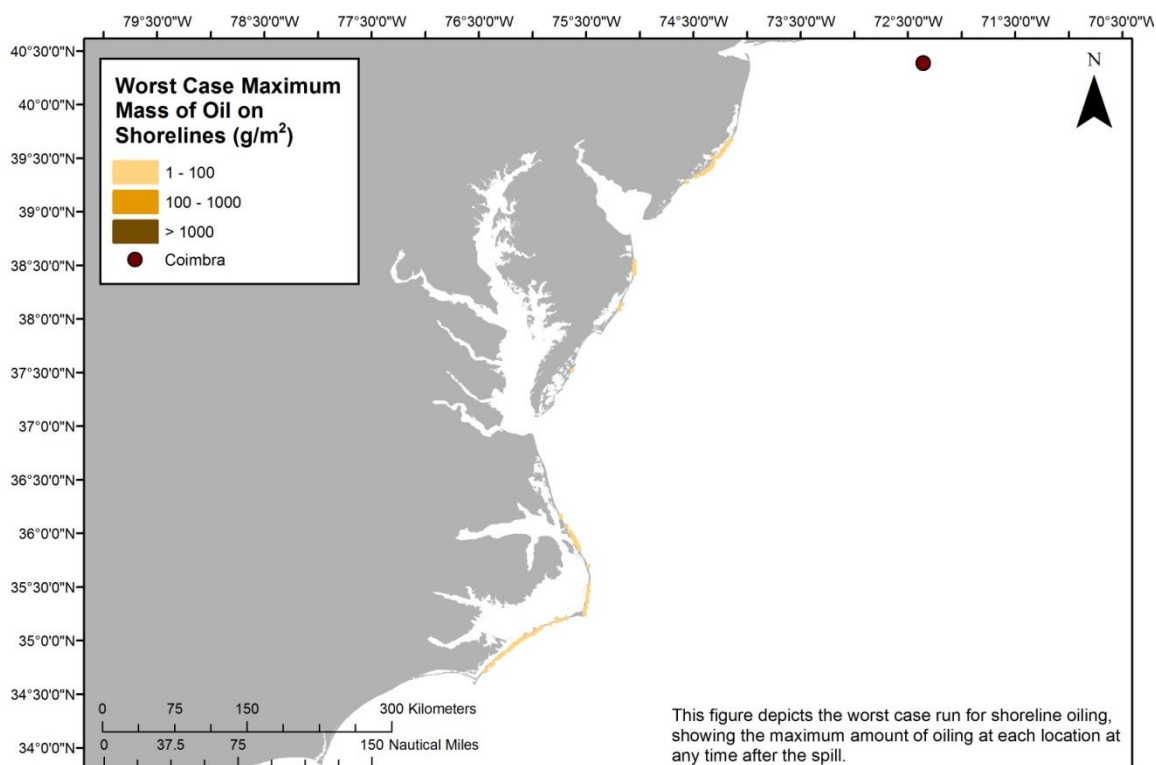 79°30'0"W 78°30'0"W 77°30'0"W 76°30'0"W 75°30'0"W 74°30'0"W 73°30'0"W 72°30'0"W 71°30'0"W 70°30'0"W
40°30'0"N
40°0'0"N
39°30'0"N
39°0'0"N
38°30'0"N
38°0'0"N
37°30'0"N
37°0'0"N
36°30'0"N
36°0'0"N
35°30'0"N
35°0'0"N
34°30'0"N
34°0'0"N
Worst Case Maximum
Mass of Oil on
Shorelines (g/m²)
1 - 100
100 - 1000
> 1000
Coimbra
N
0 75 150 300 Kilometers
0 37.5 75 150 Nautical Miles
This figure depicts the worst case run for shoreline oiling,
showing the maximum amount of oiling at each location at
any time after the spill.